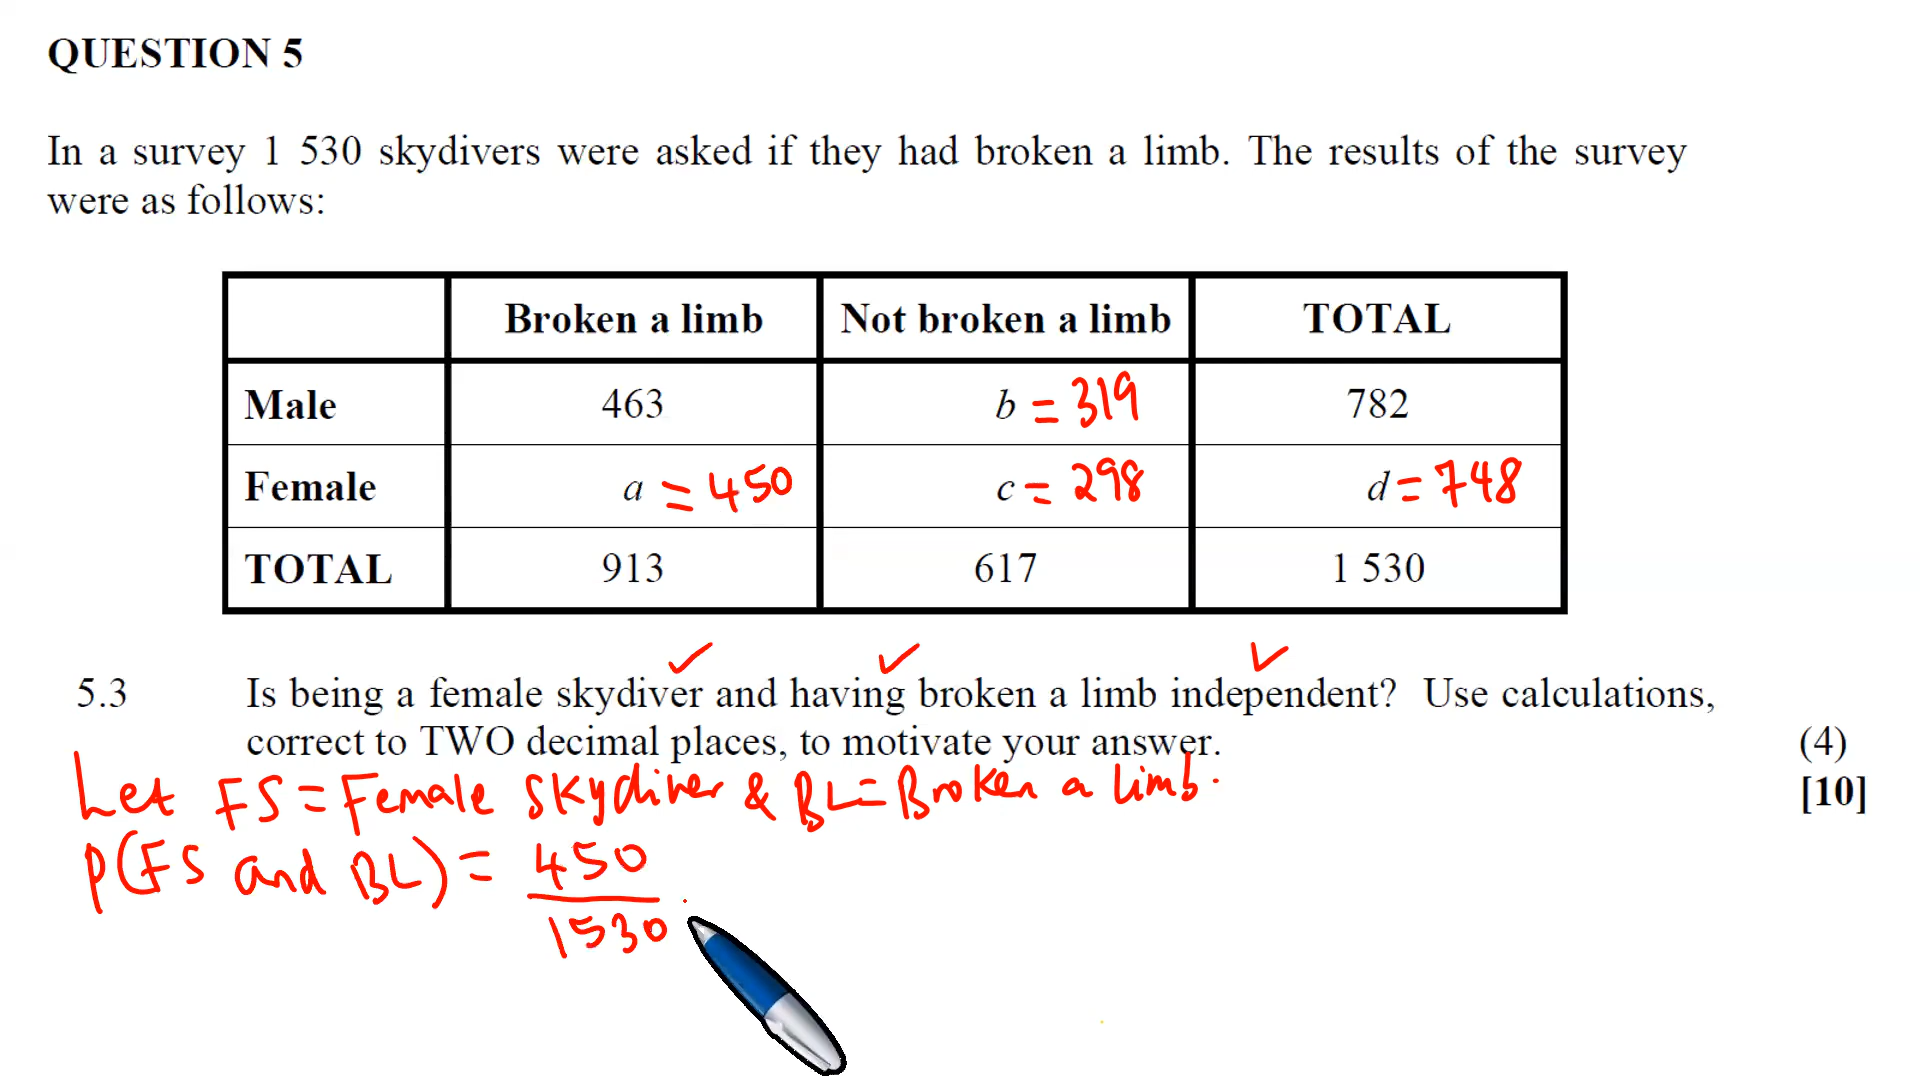 QUESTION 5
In a survey 1 530 skydivers were asked if they had broken a limb. The results of the survey
were as follows:
Broken a limb Not broken a limb TOTAL
Male 463 b = 319 782
Female a = 450 c = 298 d = 748
TOTAL 913 617 1 530
5.3 Is being a female skydiver and having broken a limb independent? Use calculations,
correct to TWO decimal places, to motivate your answer. (4)
Let FS = Female skydiver & BL = Broken a limb. [10]
P(FS and BL) = 450
1530